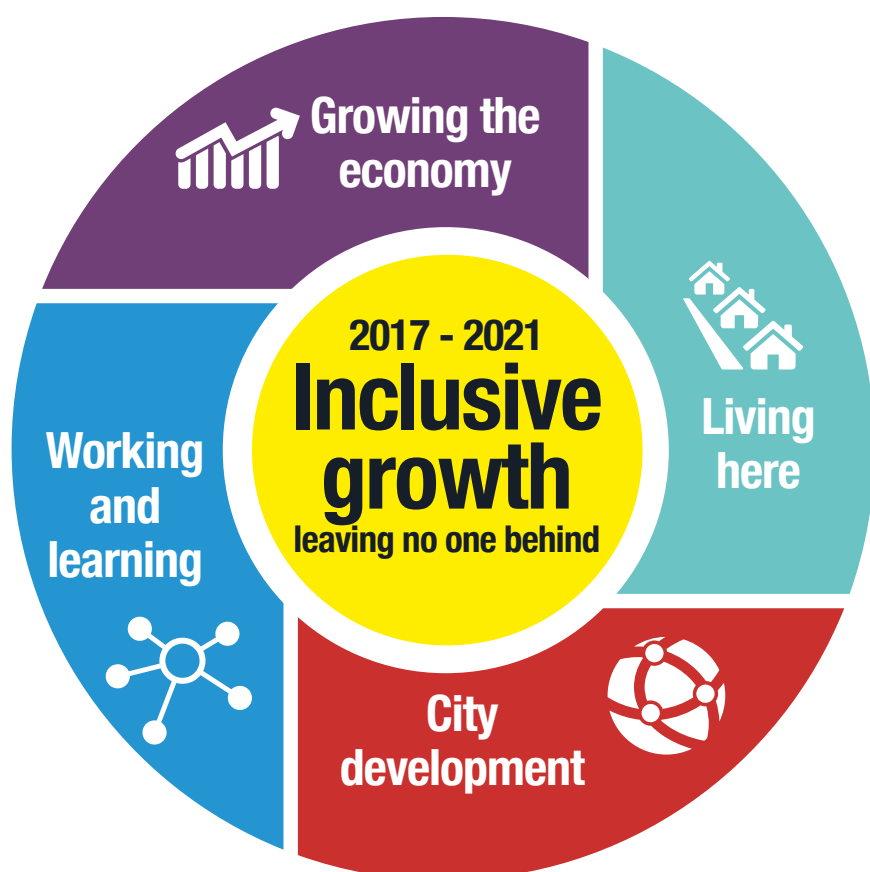 Growing the
economy
2017 - 2021
Inclusive
growth
leaving no one behind
Living
here
Working
and
learning
City
development